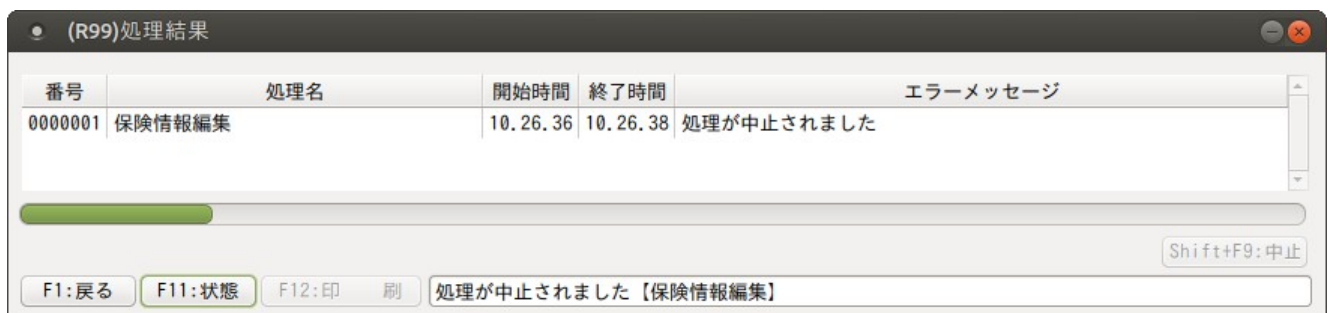 (R99)処理結果
番号 処理名 開始時間 終了時間 エラーメッセージ
0000001 保険情報編集 10.26.36 10.26.38 処理が中止されました
Shift+F9:中止
F1:戻る F11:状態 F12:印 刷 処理が中止されました【保険情報編集】